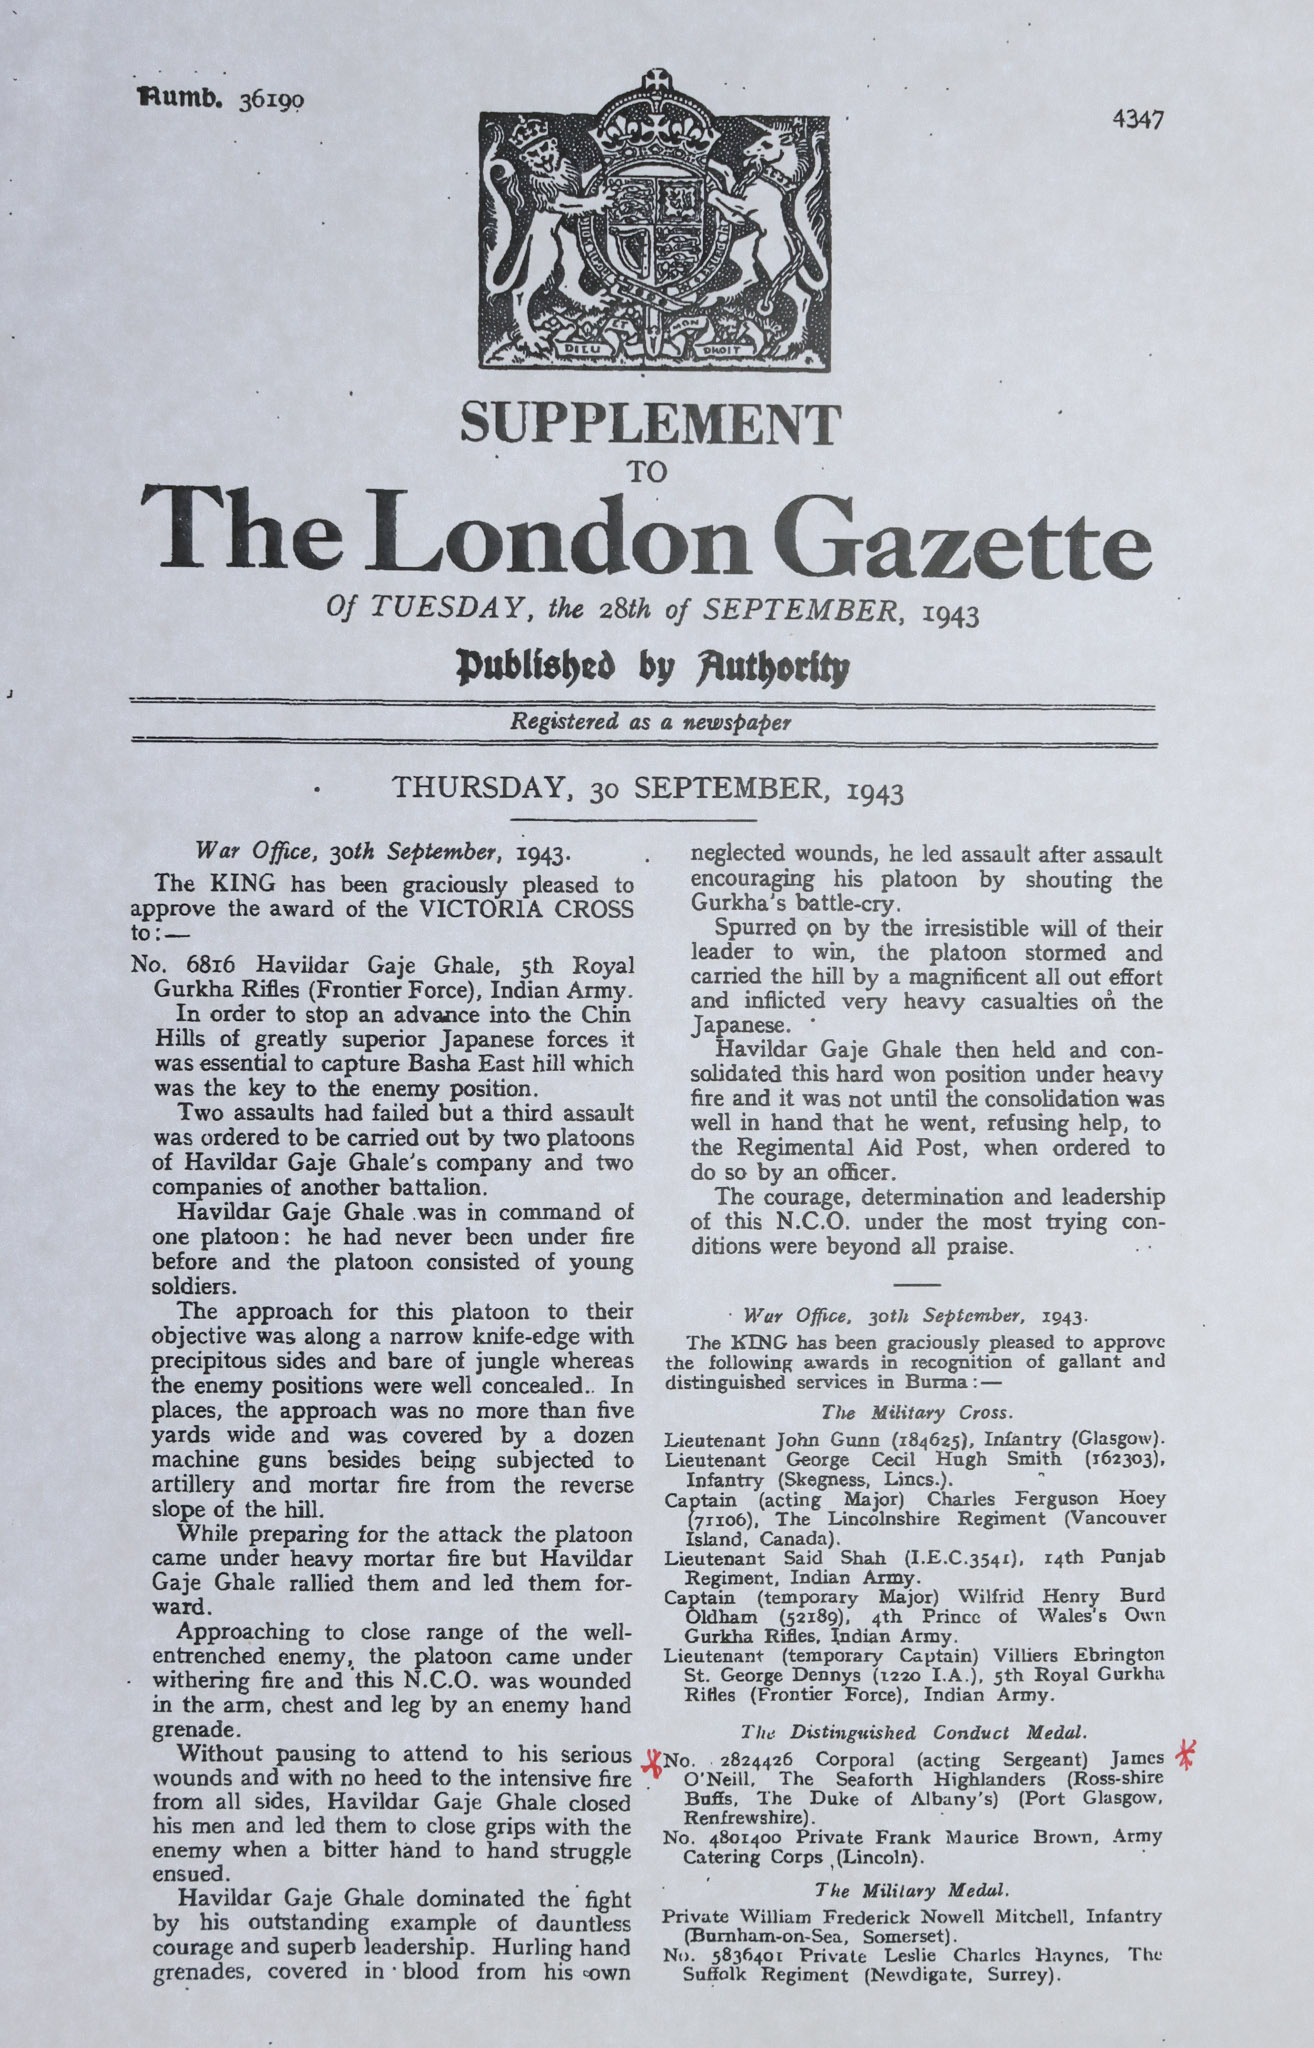 Numb. 36190
4347
DIEU ET MON DROIT
SUPPLEMENT
TO
The London Gazette
Of TUESDAY, the 28th of SEPTEMBER, 1943
Published by Authority
Registered as a newspaper
THURSDAY, 30 SEPTEMBER, 1943
War Office, 30th September, 1943.
The KING has been graciously pleased to
approve the award of the VICTORIA CROSS
to:—
No. 6816 Havildar Gaje Ghale, 5th Royal
Gurkha Rifles (Frontier Force), Indian Army.
In order to stop an advance into the Chin
Hills of greatly superior Japanese forces it
was essential to capture Basha East hill which
was the key to the enemy position.
Two assaults had failed but a third assault
was ordered to be carried out by two platoons
of Havildar Gaje Ghale's company and two
companies of another battalion.
Havildar Gaje Ghale was in command of
one platoon: he had never been under fire
before and the platoon consisted of young
soldiers.
The approach for this platoon to their
objective was along a narrow knife-edge with
precipitous sides and bare of jungle whereas
the enemy positions were well concealed. In
places, the approach was no more than five
yards wide and was covered by a dozen
machine guns besides being subjected to
artillery and mortar fire from the reverse
slope of the hill.
While preparing for the attack the platoon
came under heavy mortar fire but Havildar
Gaje Ghale rallied them and led them for-
ward.
Approaching to close range of the well-
entrenched enemy, the platoon came under
withering fire and this N.C.O. was wounded
in the arm, chest and leg by an enemy hand
grenade.
Without pausing to attend to his serious
wounds and with no heed to the intensive fire
from all sides, Havildar Gaje Ghale closed
his men and led them to close grips with the
enemy when a bitter hand to hand struggle
ensued.
Havildar Gaje Ghale dominated the fight
by his outstanding example of dauntless
courage and superb leadership. Hurling hand
grenades, covered in blood from his own
neglected wounds, he led assault after assault
encouraging his platoon by shouting the
Gurkha's battle-cry.
Spurred on by the irresistible will of their
leader to win, the platoon stormed and
carried the hill by a magnificent all out effort
and inflicted very heavy casualties on the
Japanese.
Havildar Gaje Ghale then held and con-
solidated this hard won position under heavy
fire and it was not until the consolidation was
well in hand that he went, refusing help, to
the Regimental Aid Post, when ordered to
do so by an officer.
The courage, determination and leadership
of this N.C.O. under the most trying con-
ditions were beyond all praise.
War Office, 30th September, 1943.
The KING has been graciously pleased to approve
the following awards in recognition of gallant and
distinguished services in Burma:—
The Military Cross.
Lieutenant John Gunn (184625), Infantry (Glasgow).
Lieutenant George Cecil Hugh Smith (162303),
Infantry (Skegness, Lincs.).
Captain (acting Major) Charles Ferguson Hoey
(71106), The Lincolnshire Regiment (Vancouver
Island, Canada).
Lieutenant Said Shah (I.E.C.3541), 14th Punjab
Regiment, Indian Army.
Captain (temporary Major) Wilfrid Henry Burd
Oldham (52189), 4th Prince of Wales's Own
Gurkha Rifles, Indian Army.
Lieutenant (temporary Captain) Villiers Ebrington
St. George Dennys (1220 I.A.), 5th Royal Gurkha
Rifles (Frontier Force), Indian Army.
The Distinguished Conduct Medal.
No. 2824426 Corporal (acting Sergeant) James
O'Neill, The Seaforth Highlanders (Ross-shire
Buffs, The Duke of Albany's) (Port Glasgow,
Renfrewshire).
No. 4801400 Private Frank Maurice Brown, Army
Catering Corps (Lincoln).
The Military Medal.
Private William Frederick Nowell Mitchell, Infantry
(Burnham-on-Sea, Somerset).
No. 5836401 Private Leslie Charles Haynes, The
Suffolk Regiment (Newdigate, Surrey).